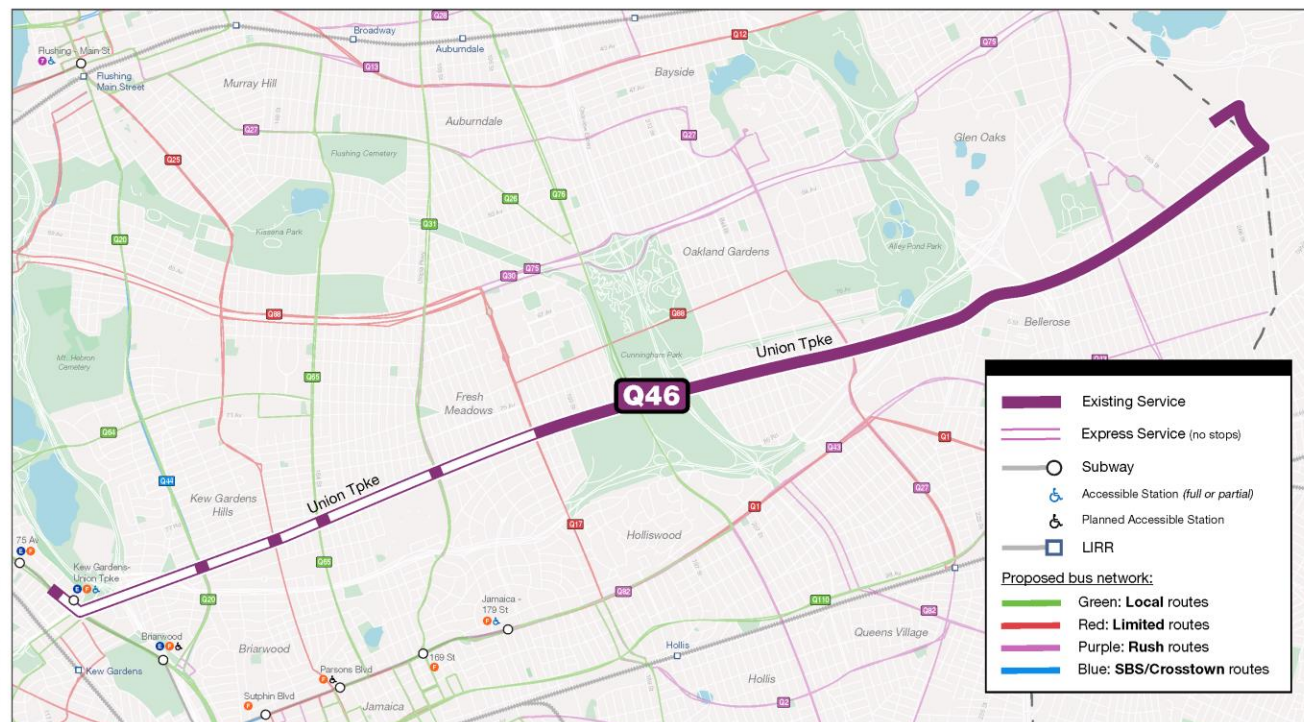 Q28
Broadway
Flushing - Main St
7
Auburndale
Q12
Flushing
Main Street
Q13
Bayside
Q75
Murray Hill
Auburndale
Q27
Q27
Glen Oaks
Flushing Cemetery
Q25
Q26
Q76
Q31
Q20
Kissena Park
Oakland Gardens
Alley Pond Park
Q75
Q30
Q88
Q88
Bellerose
Union Tpke
Mt. Hebron
Cemetery
Cunningham Park
Q65
Fresh
Meadows
Q46
Q64
Q44
Union Tpke
Q43
Q1
Kew Gardens
Hills
Q1
Q27
75 Av
E F
Q17
Hilliswood
Kew Gardens-
Union Tpke
E F
Q65
Q20
Jamaica -
179 St
F
Q82
Q110
Briarwood
E F
Briarwood
169 St
F
Hollis
Queens Village
Q82
Kew Gardens
Parsons Blvd
F
Sutphin Blvd
F
Jamaica
Hollis
Q2
Existing Service
Express Service (no stops)
Subway
Accessible Station (full or partial)
Planned Accessible Station
LIRR
Proposed bus network:
Green: Local routes
Red: Limited routes
Purple: Rush routes
Blue: SBS/Crosstown routes